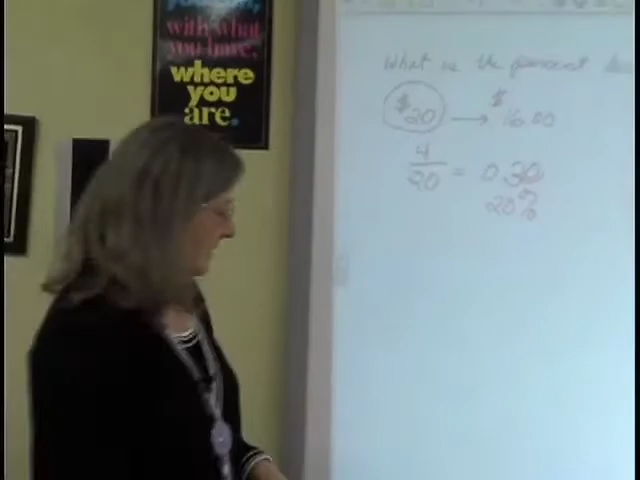 yourself,
with what
you have,
where
you
are.
What is the percent
$20 → $16.00
4/20 = 0.20
20%